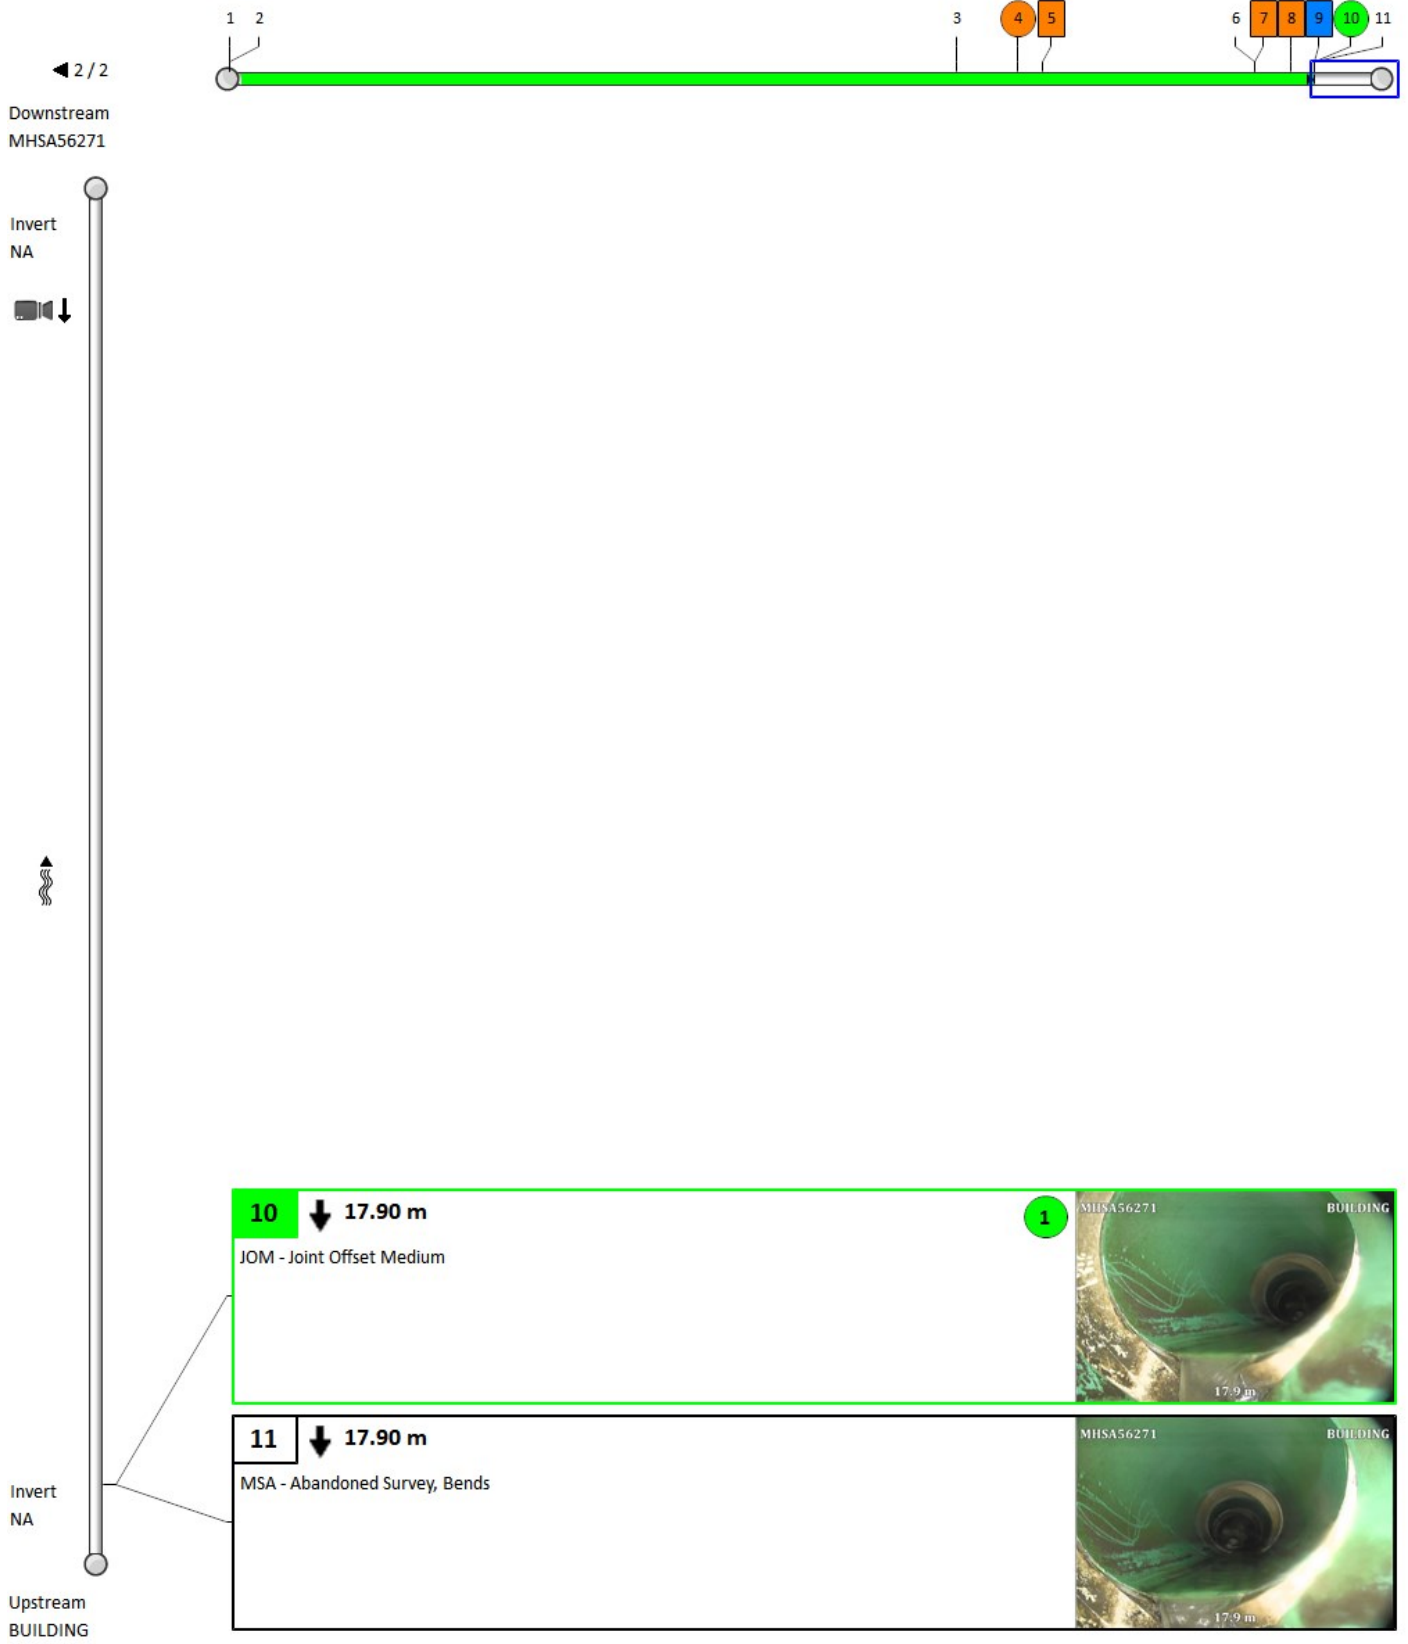 1 2 3 4 5 6 7 8 9 10 11
2 / 2
Downstream
MHSA56271
Invert
NA
10 17.90 m 1
JOM - Joint Offset Medium
MHSA56271 BUILDING
17.9 m
11 17.90 m
MSA - Abandoned Survey, Bends
MHSA56271 BUILDING
17.9 m
Invert
NA
Upstream
BUILDING